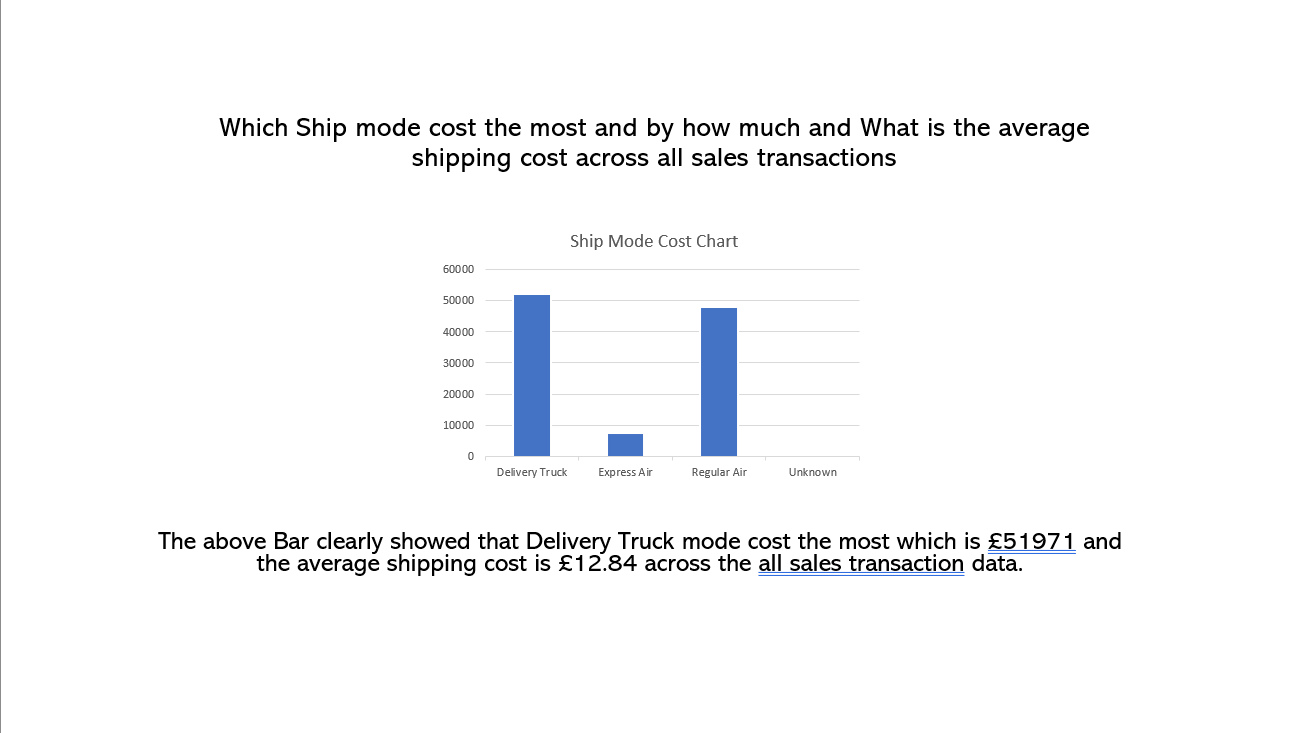 Which Ship mode cost the most and by how much and What is the average
shipping cost across all sales transactions
Ship Mode Cost Chart
60000
50000
40000
30000
20000
10000
0
Delivery Truck Express Air Regular Air Unknown
The above Bar clearly showed that Delivery Truck mode cost the most which is £51971 and
the average shipping cost is £12.84 across the all sales transaction data.